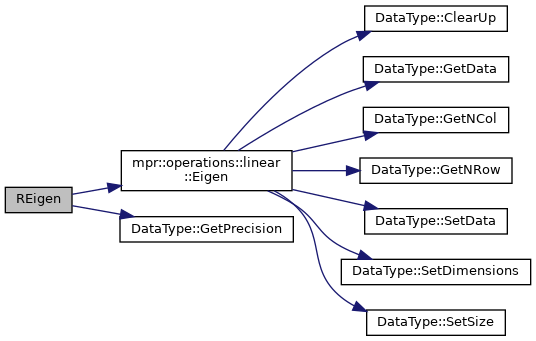 REigen
mpr::operations::linear
::Eigen
DataType::GetPrecision
DataType::ClearUp
DataType::GetData
DataType::GetNCol
DataType::GetNRow
DataType::SetData
DataType::SetDimensions
DataType::SetSize